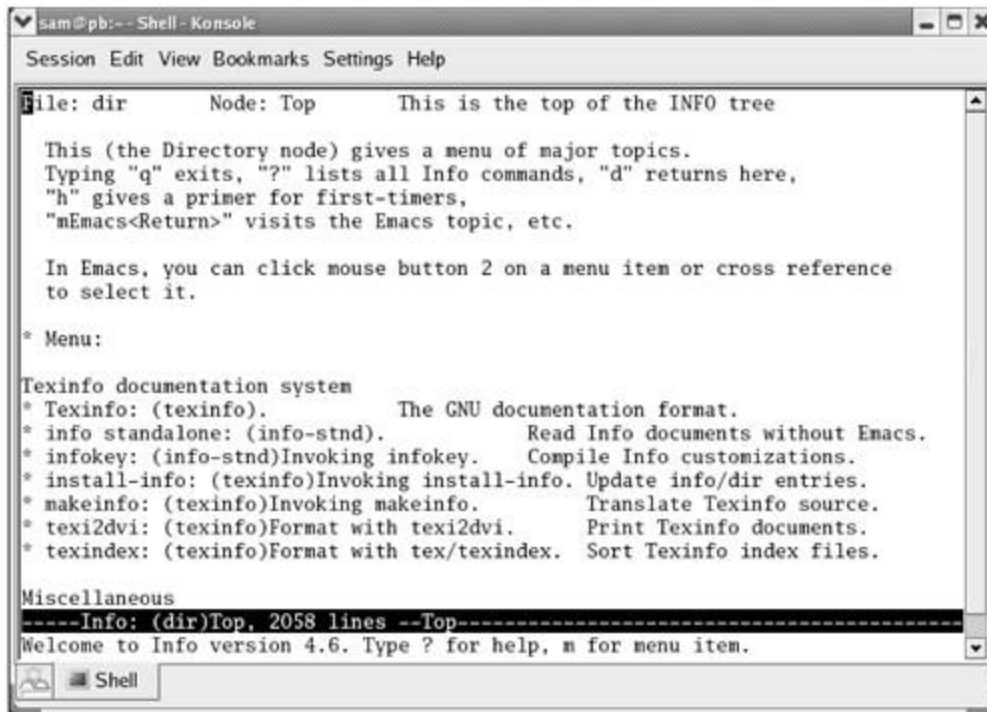 sam@pb:~ - Shell - Konsole
Session Edit View Bookmarks Settings Help
File: dir       Node: Top       This is the top of the INFO tree
  This (the Directory node) gives a menu of major topics.
  Typing "q" exits, "?" lists all Info commands, "d" returns here,
  "h" gives a primer for first-timers,
  "mEmacs<Return>" visits the Emacs topic, etc.
  In Emacs, you can click mouse button 2 on a menu item or cross reference
  to select it.
* Menu:
Texinfo documentation system
* Texinfo: (texinfo).           The GNU documentation format.
* info standalone: (info-stnd).            Read Info documents without Emacs.
* infokey: (info-stnd)Invoking infokey.    Compile Info customizations.
* install-info: (texinfo)Invoking install-info. Update info/dir entries.
* makeinfo: (texinfo)Invoking makeinfo.         Translate Texinfo source.
* texi2dvi: (texinfo)Format with texi2dvi.      Print Texinfo documents.
* texindex: (texinfo)Format with tex/texindex.  Sort Texinfo index files.
Miscellaneous
-----Info: (dir)Top, 2058 lines --Top-------------------------------------------
Welcome to Info version 4.6. Type ? for help, m for menu item.
Shell